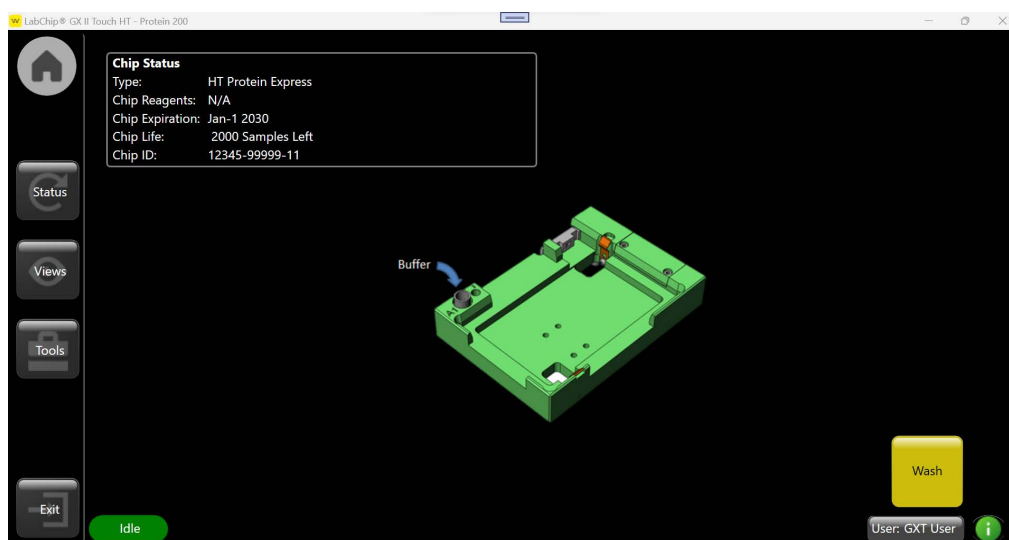 LabChip® GX II Touch HT - Protein 200
Chip Status
Type: HT Protein Express
Chip Reagents: N/A
Chip Expiration: Jan-1 2030
Chip Life: 2000 Samples Left
Chip ID: 12345-99999-11
Status
Views
Tools
Exit
Buffer
A1
Wash
Idle
User: GXT User